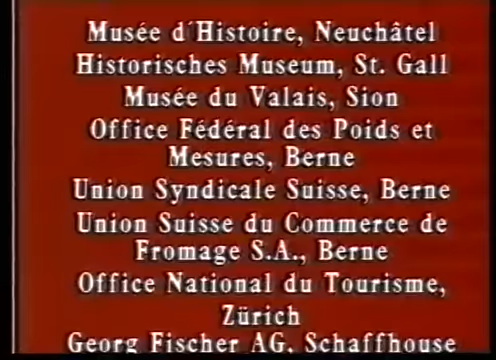 Musée d'Histoire, Neuchâtel
Historisches Museum, St. Gall
Musée du Valais, Sion
Office Fédéral des Poids et
Mesures, Berne
Union Syndicale Suisse, Berne
Union Suisse du Commerce de
Fromage S.A., Berne
Office National du Tourisme,
Zürich
Georg Fischer AG, Schaffhouse